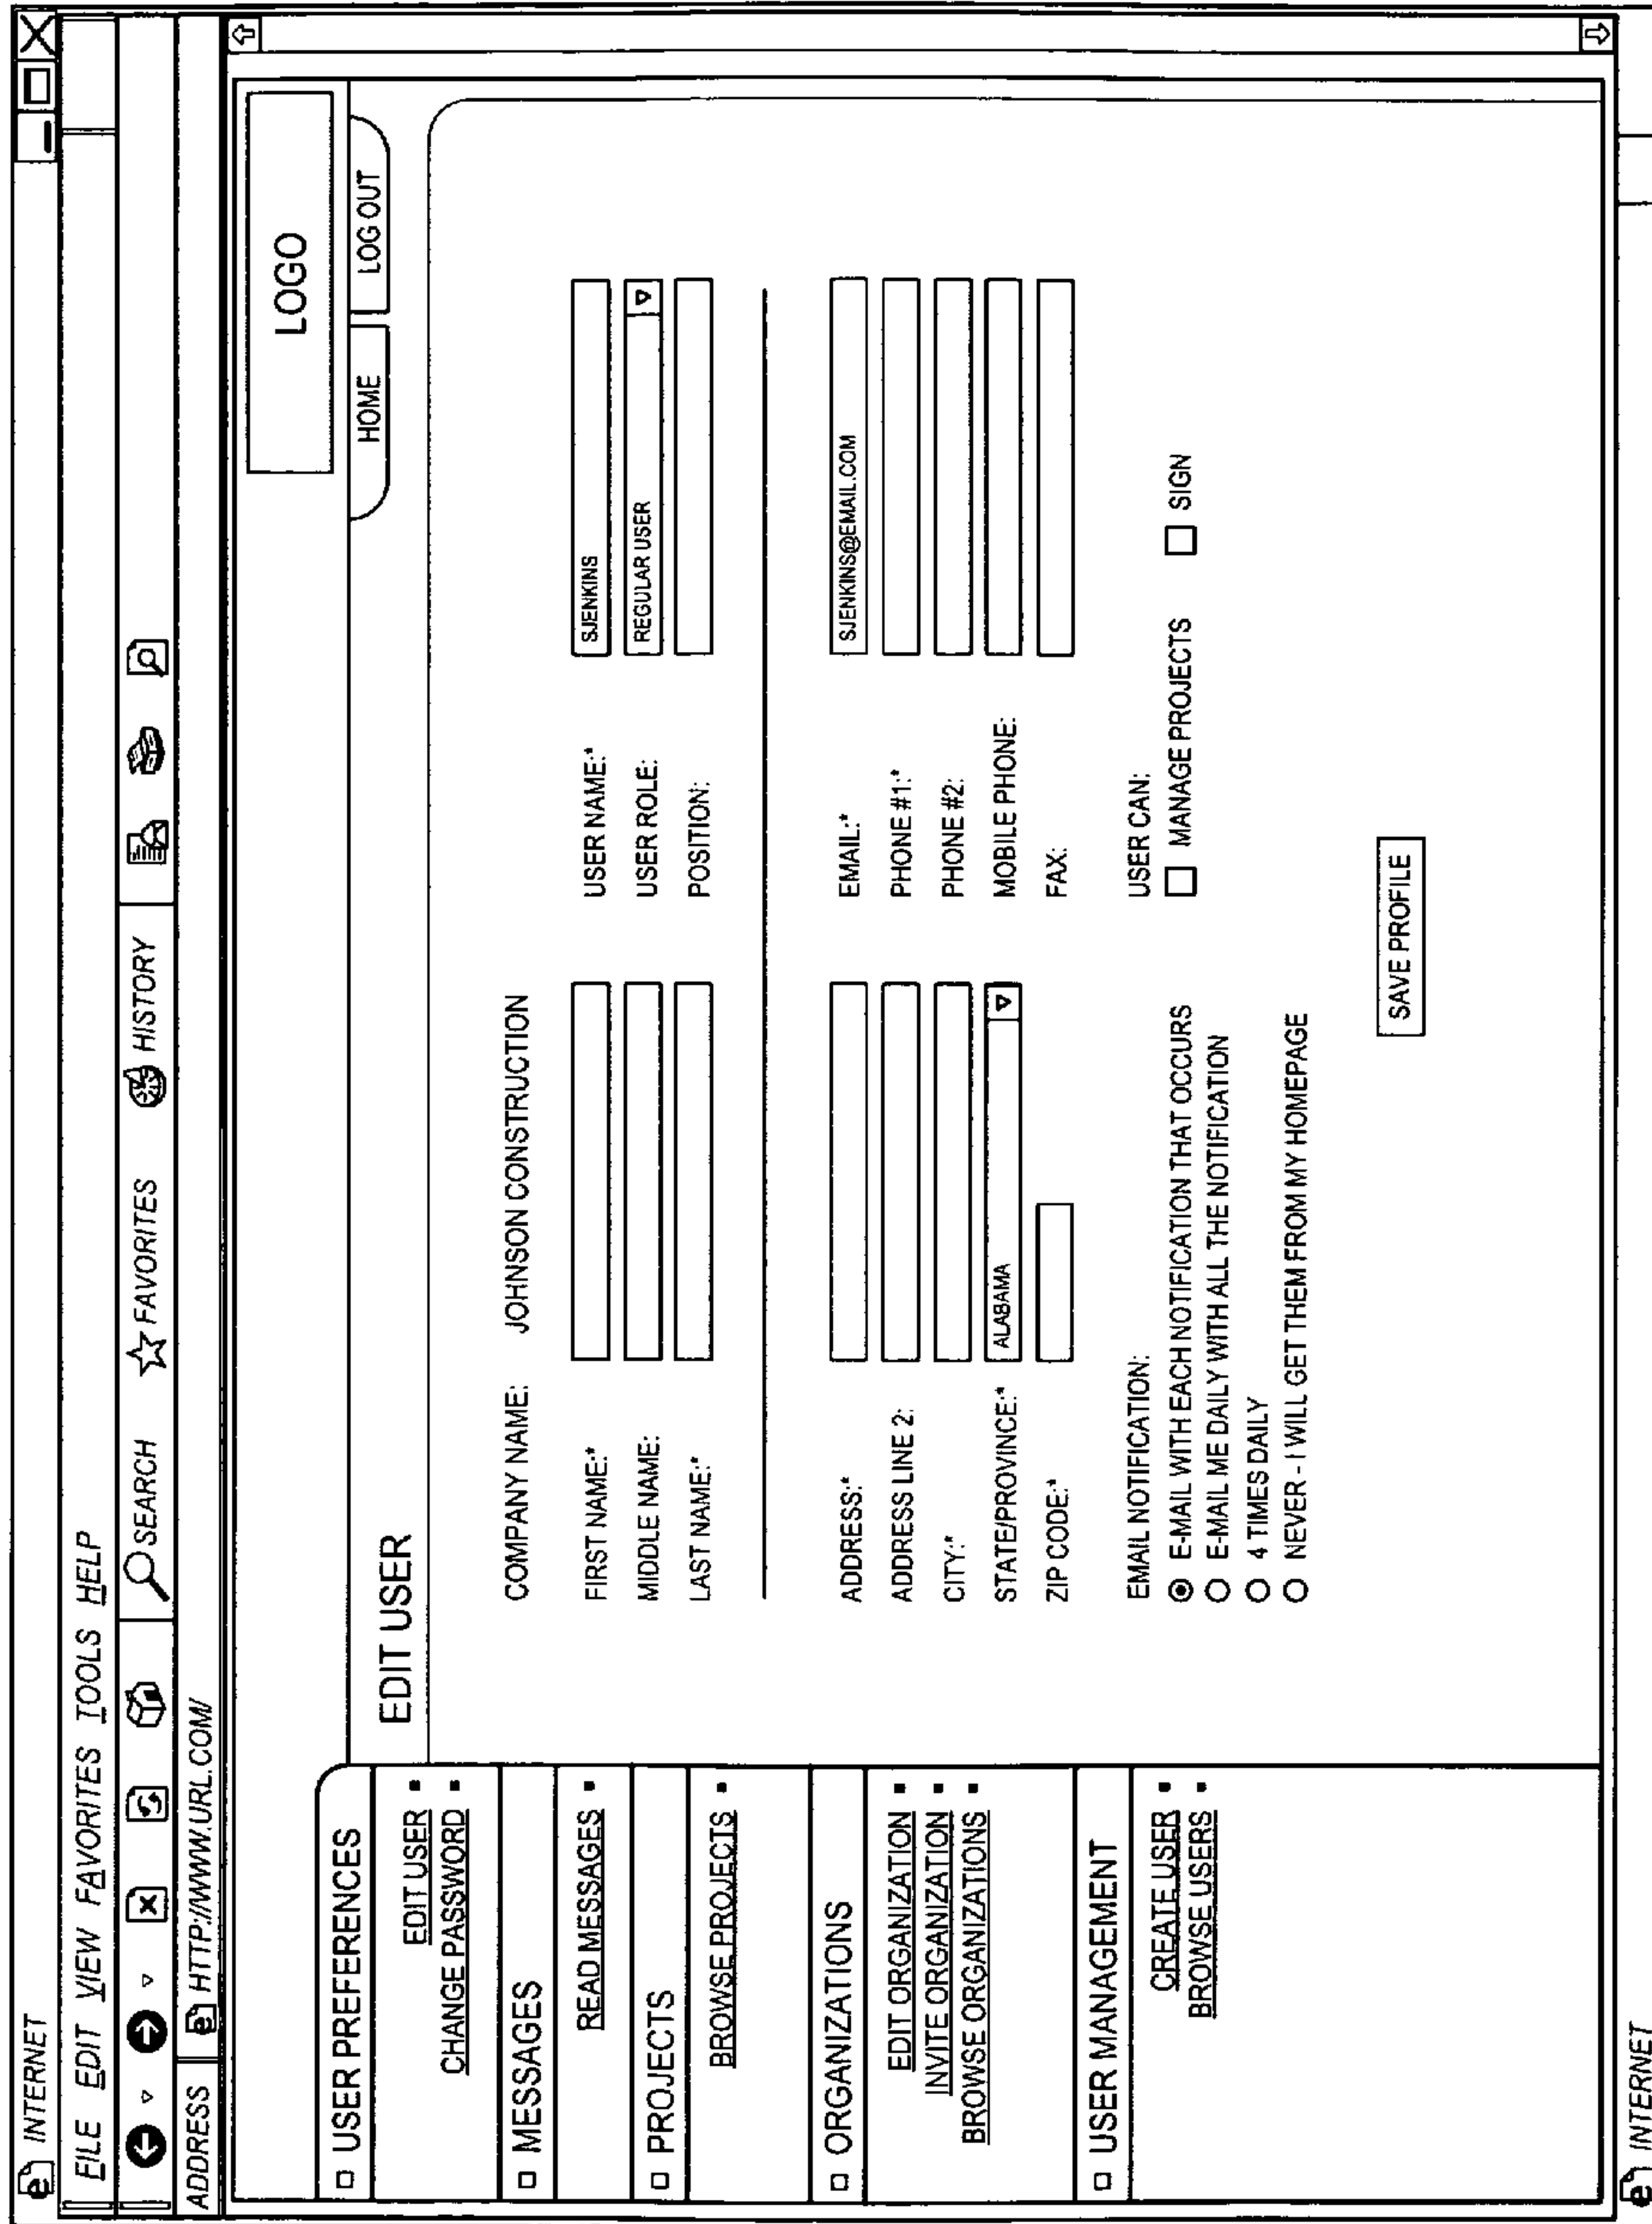 INTERNET
FILE EDIT VIEW FAVORITES TOOLS HELP
SEARCH FAVORITES HISTORY
ADDRESS HTTP://WWW.URL.COM/
LOGO
HOME LOG OUT
USER PREFERENCES
EDIT USER
CHANGE PASSWORD
MESSAGES
READ MESSAGES
PROJECTS
BROWSE PROJECTS
ORGANIZATIONS
EDIT ORGANIZATION
INVITE ORGANIZATION
BROWSE ORGANIZATIONS
USER MANAGEMENT
CREATE USER
BROWSE USERS
EDIT USER
COMPANY NAME: JOHNSON CONSTRUCTION
FIRST NAME:* USER NAME:* SJENKINS
MIDDLE NAME: USER ROLE: REGULAR USER
LAST NAME:* POSITION:
ADDRESS:* EMAIL:* SJENKINS@EMAIL.COM
ADDRESS LINE 2: PHONE #1:*
CITY:* PHONE #2:
STATE/PROVINCE:* ALABAMA MOBILE PHONE:
ZIP CODE:* FAX:
EMAIL NOTIFICATION: USER CAN:
E-MAIL WITH EACH NOTIFICATION THAT OCCURS MANAGE PROJECTS SIGN
E-MAIL ME DAILY WITH ALL THE NOTIFICATION
4 TIMES DAILY
NEVER - I WILL GET THEM FROM MY HOMEPAGE
SAVE PROFILE
INTERNET